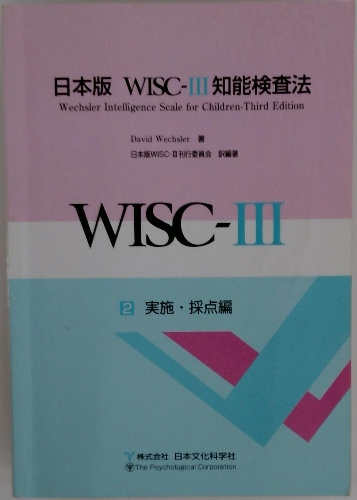 日本版 WISC-III 知能検査法
Wechsler Intelligence Scale for Children-Third Edition
David Wechsler 著
日本版WISC-III刊行委員会 訳編著
WISC-III
2 実施・採点編
株式会社 日本文化科学社
The Psychological Corporation